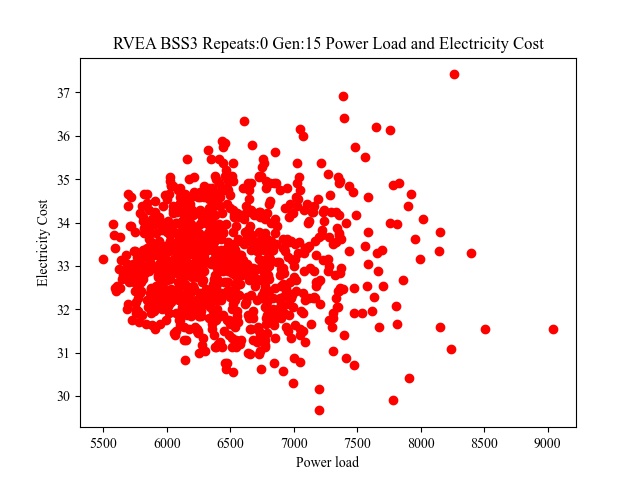 RVEA BSS3 Repeats:0 Gen:15 Power Load and Electricity Cost
37
36
35
34
33
32
31
30
Electricity Cost
5500 6000 6500 7000 7500 8000 8500 9000
Power load